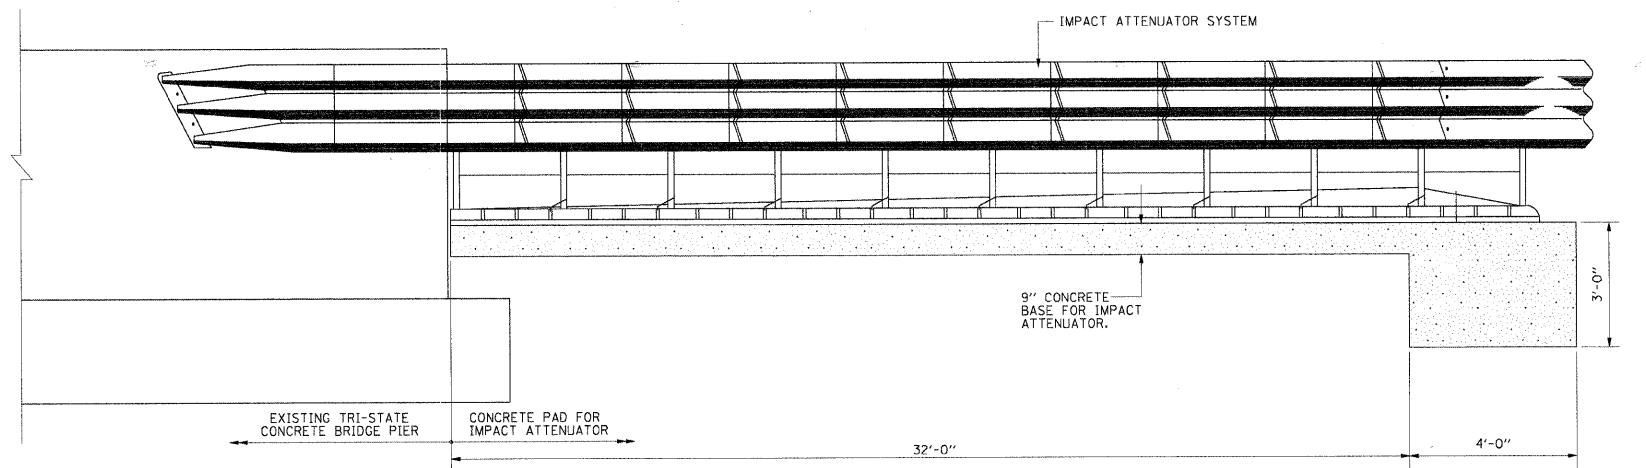 IMPACT ATTENUATOR SYSTEM
9" CONCRETE
BASE FOR IMPACT
ATTENUATOR.
3'-0"
EXISTING TRI-STATE
CONCRETE BRIDGE PIER
CONCRETE PAD FOR
IMPACT ATTENUATOR
32'-0"
4'-0"